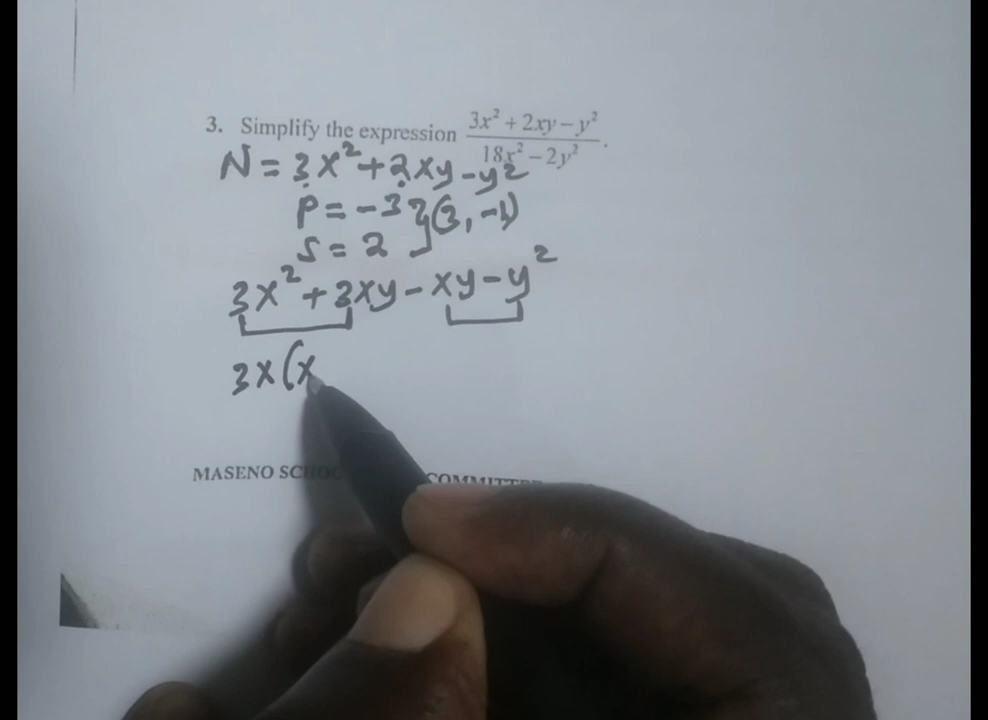 3. Simplify the expression (3x² + 2xy − y²)/(18x² − 2y²).
N = 3x² + 2xy − y²
P = −3 } (3, −1)
S = 2
3x² + 3xy − xy − y²
3x(x
MASENO COMMITTEE